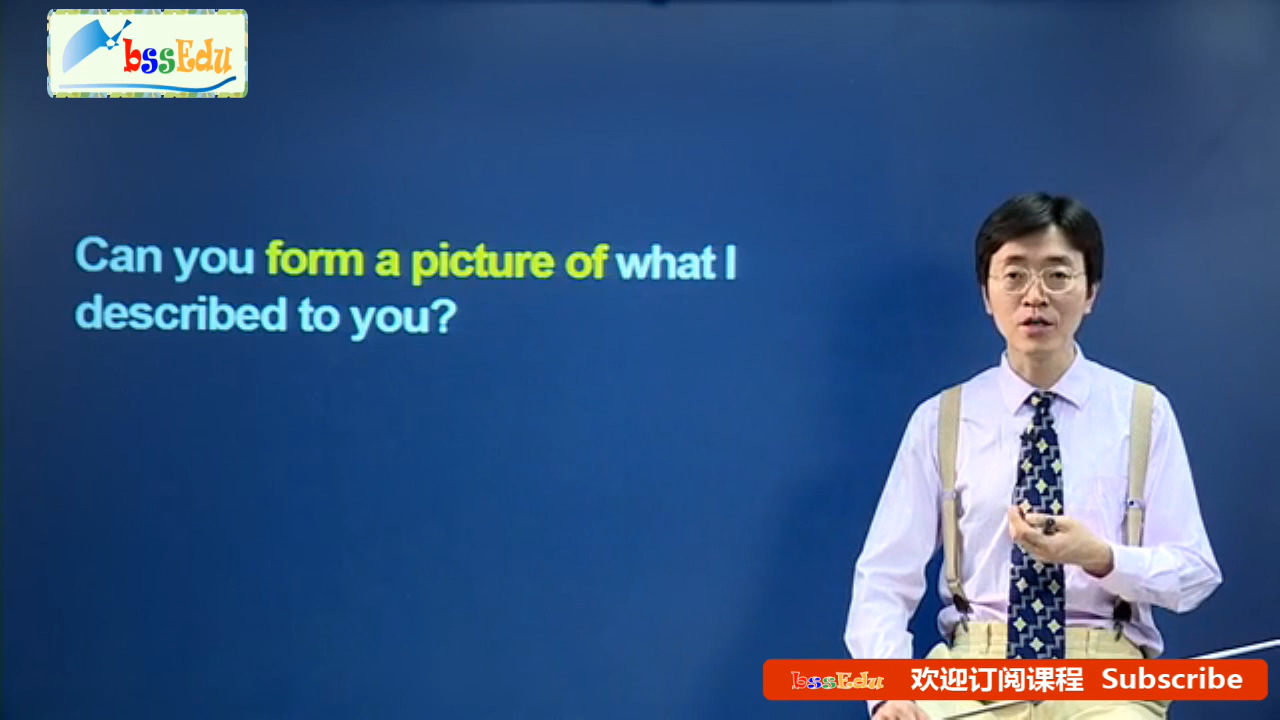 bssEdu
Can you form a picture of what I
described to you?
bssEdu 欢迎订阅课程 Subscribe